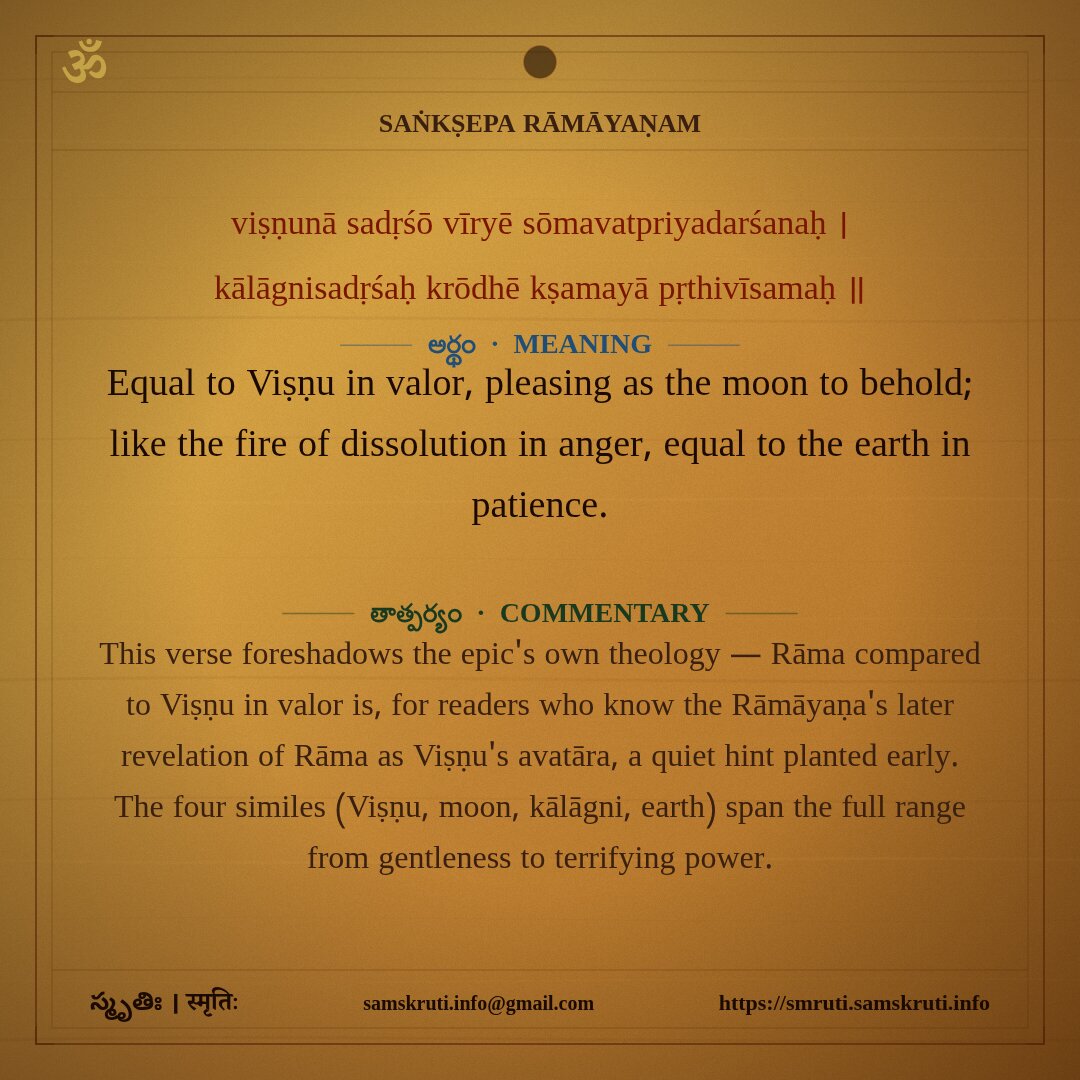 ॐ
SAṄKṢEPA RĀMĀYAṆAM
viṣṇunā sadṛśō vīryē sōmavatpriyadarśanaḥ |
kālāgnisadṛśaḥ krōdhē kṣamayā pṛthivīsamaḥ ||
అర్థం · MEANING
Equal to Viṣṇu in valor, pleasing as the moon to behold;
like the fire of dissolution in anger, equal to the earth in
patience.
తాత్పర్యం · COMMENTARY
This verse foreshadows the epic's own theology — Rāma compared
to Viṣṇu in valor is, for readers who know the Rāmāyaṇa's later
revelation of Rāma as Viṣṇu's avatāra, a quiet hint planted early.
The four similes (Viṣṇu, moon, kālāgni, earth) span the full range
from gentleness to terrifying power.
స్మృతిః | स्मृतिः samskruti.info@gmail.com https://smruti.samskruti.info